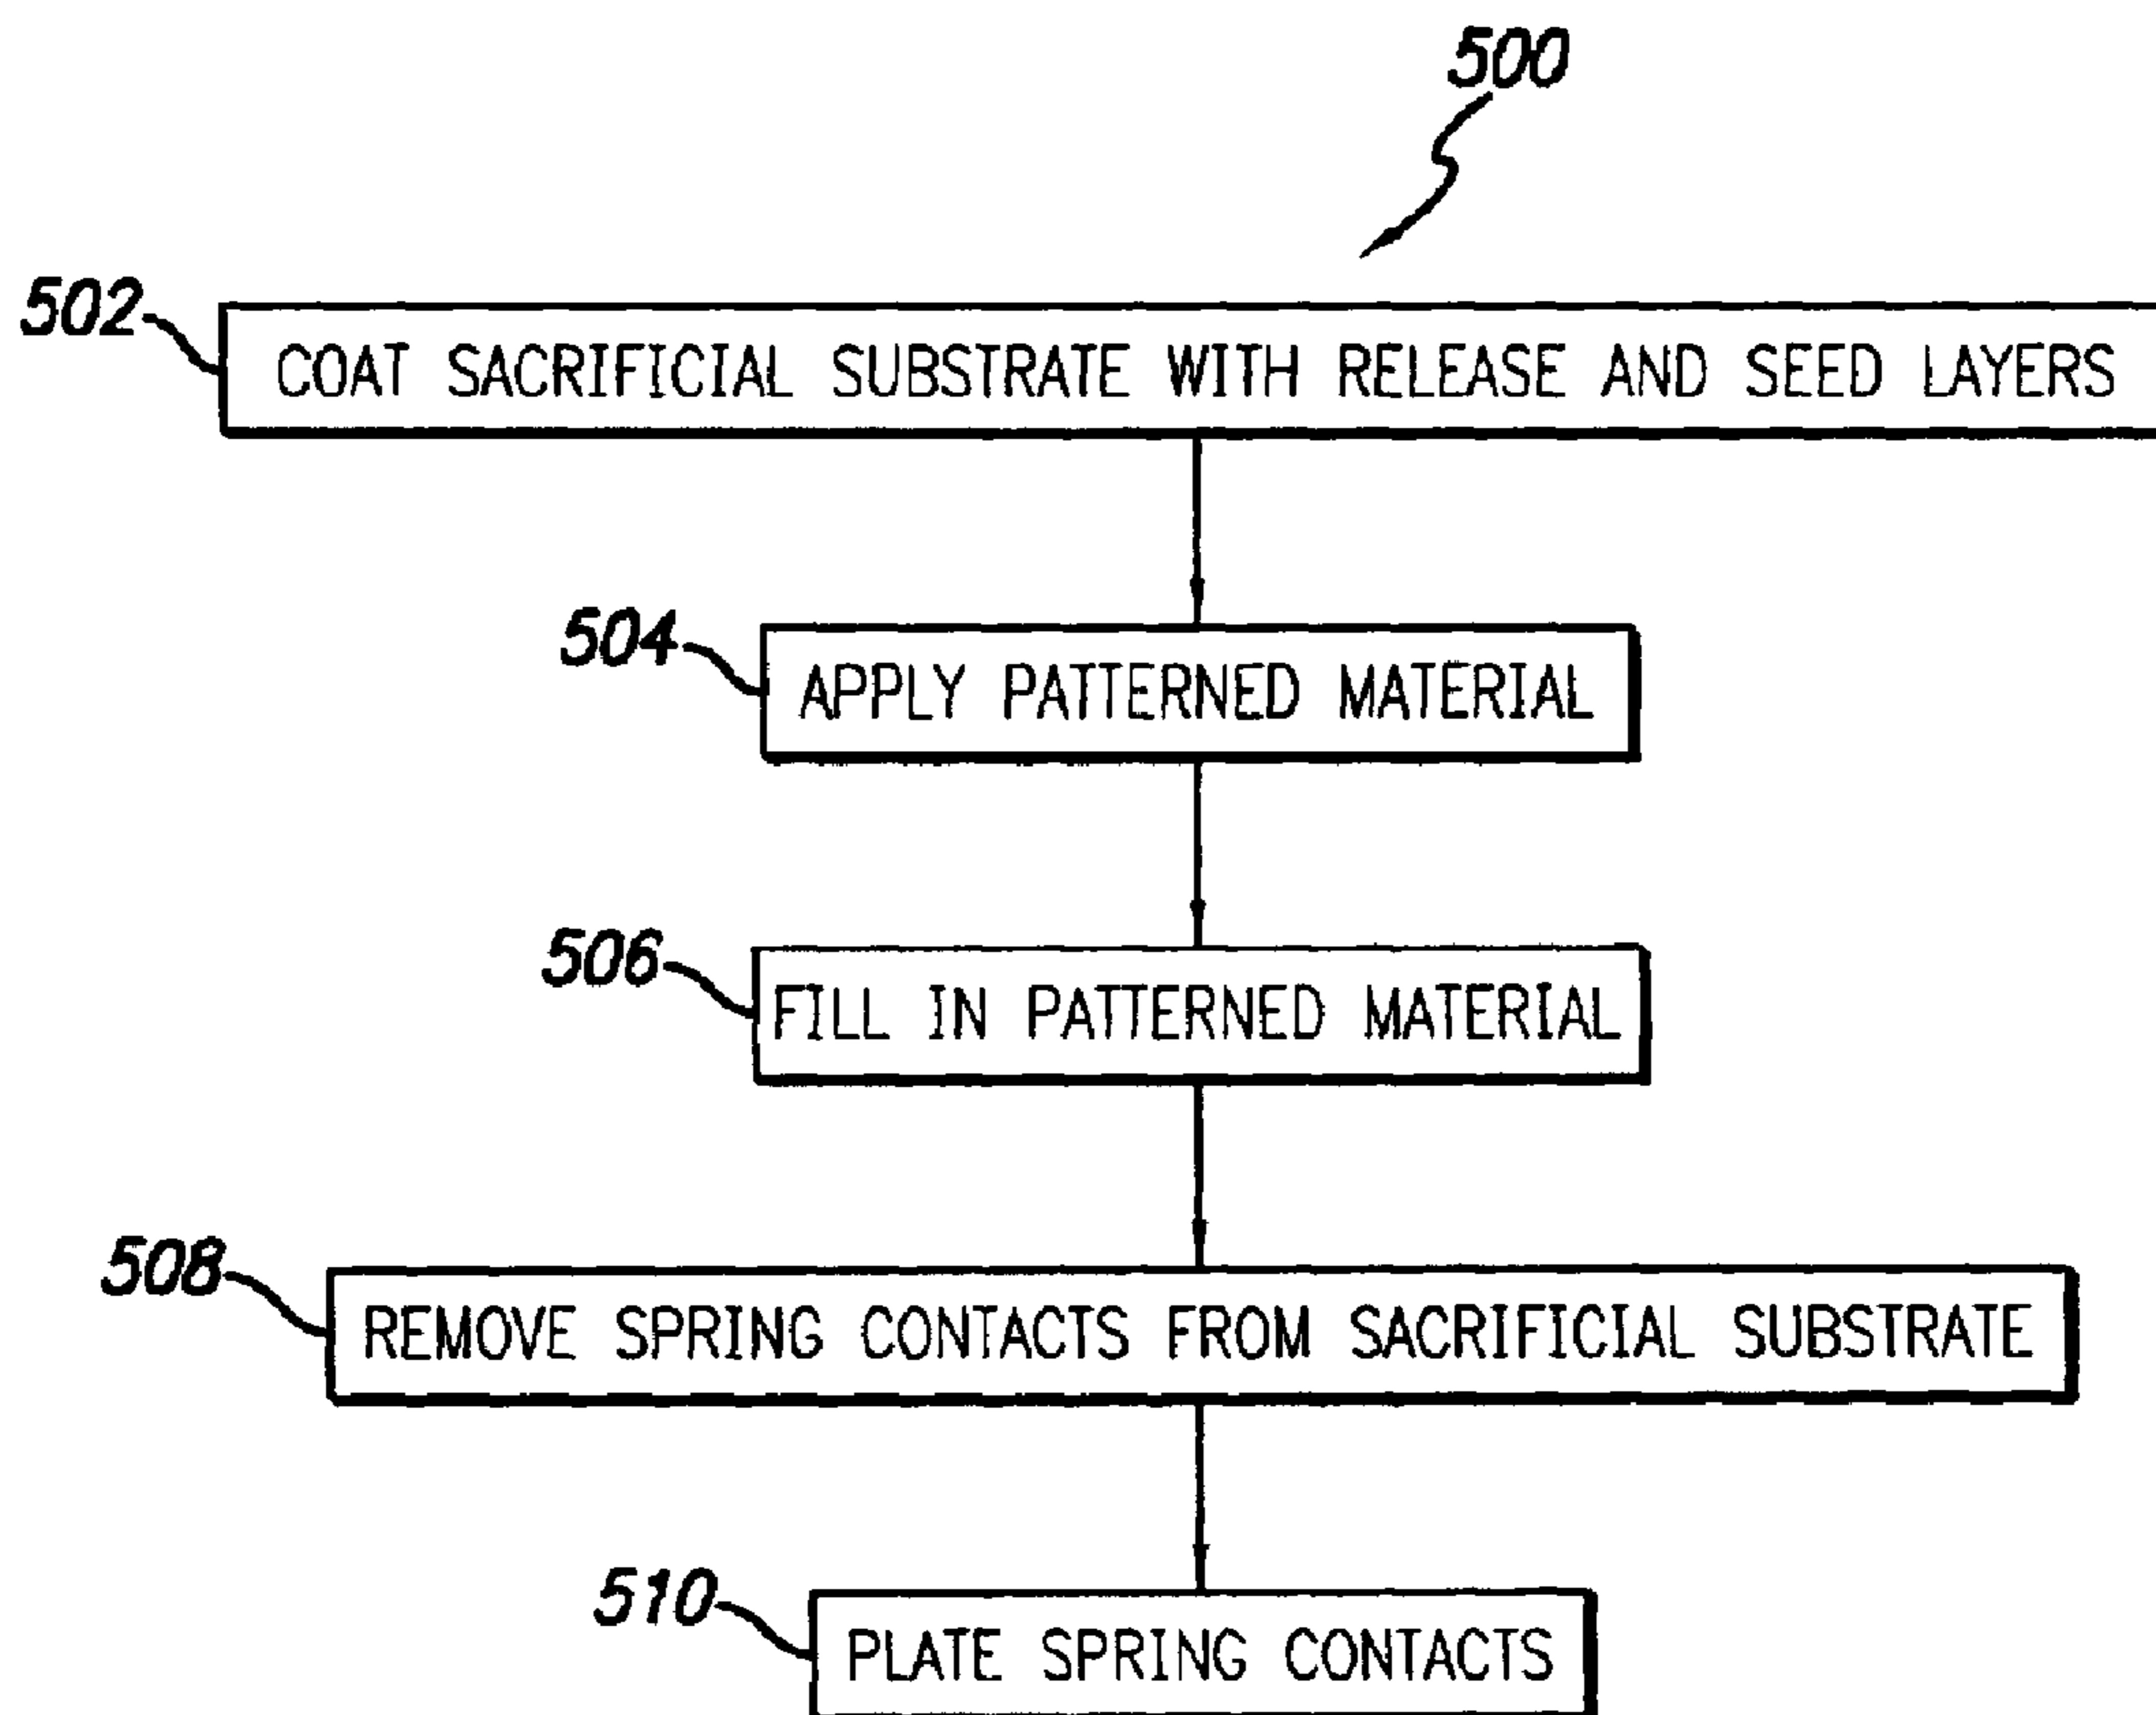 500
502
COAT SACRIFICIAL SUBSTRATE WITH RELEASE AND SEED LAYERS
504
APPLY PATTERNED MATERIAL
506
FILL IN PATTERNED MATERIAL
508
REMOVE SPRING CONTACTS FROM SACRIFICIAL SUBSTRATE
510
PLATE SPRING CONTACTS